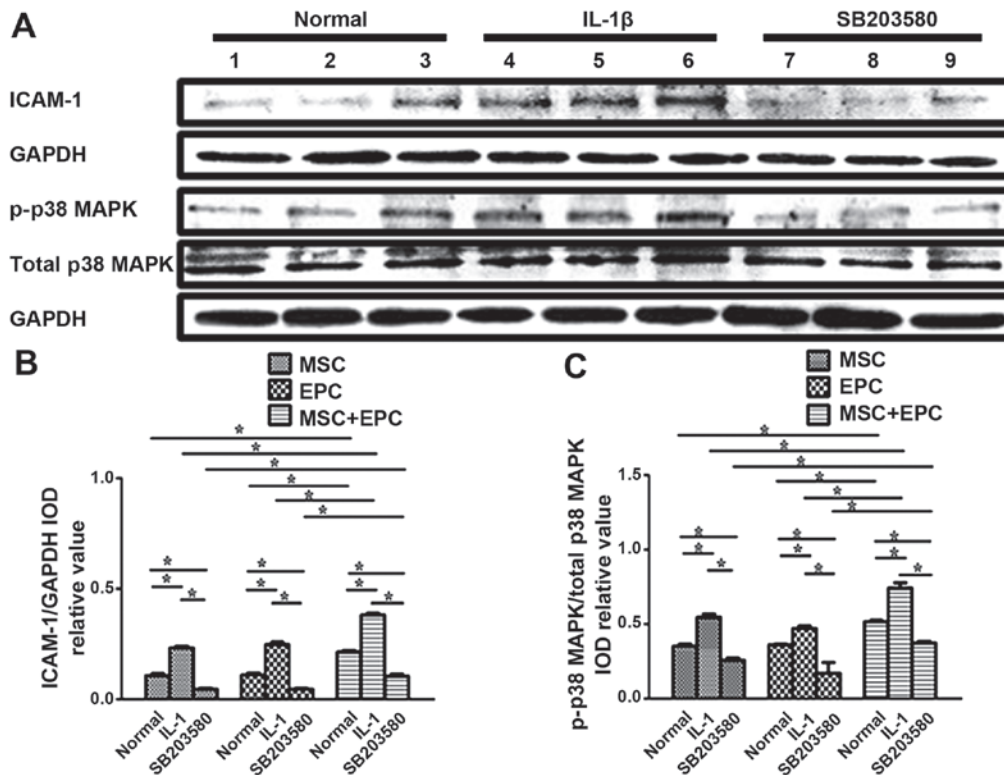 A
Normal IL-1β SB203580
1 2 3 4 5 6 7 8 9
ICAM-1
GAPDH
p-p38 MAPK
Total p38 MAPK
GAPDH
B
MSC
EPC
MSC+EPC
* * * * * *
ICAM-1/GAPDH IOD
relative value
1.0
0.5
0.0
* * * * * * * * *
Normal IL-1 SB203580 Normal IL-1 SB203580 Normal IL-1 SB203580
C
MSC
EPC
MSC+EPC
* * * * * *
p-p38 MAPK/total p38 MAPK
IOD relative value
1.5
1.0
0.5
0.0
* * * * * * * * *
Normal IL-1 SB203580 Normal IL-1 SB203580 Normal IL-1 SB203580